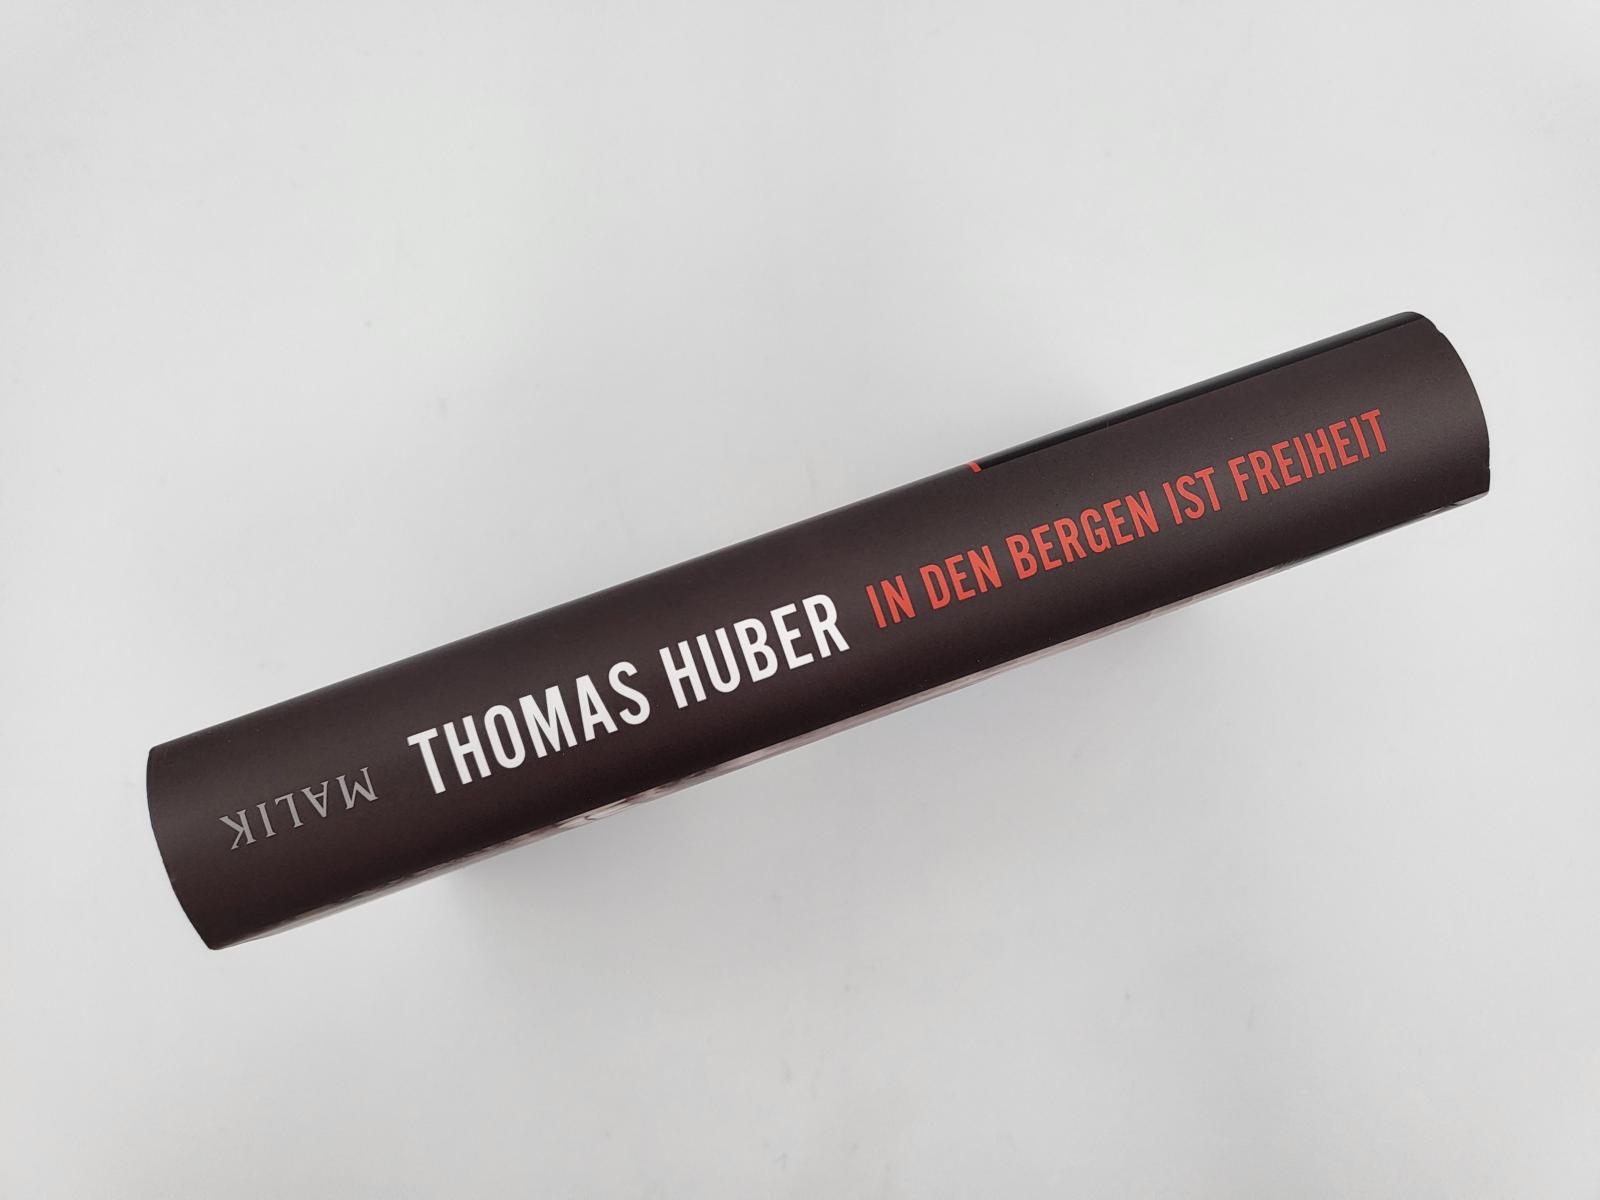 THOMAS HUBER IN DEN BERGEN IST FREIHEIT
MALIK